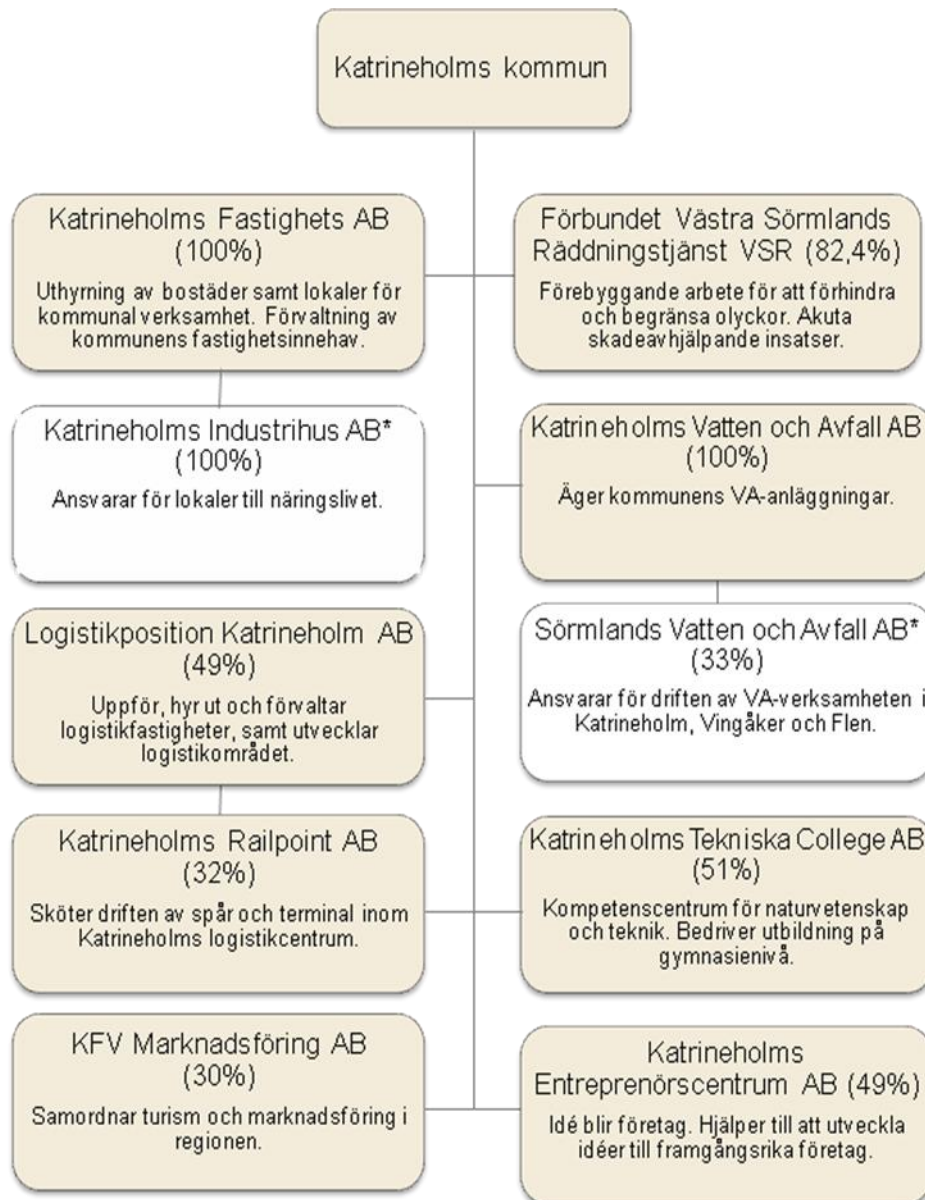 Katrineholms kommun
Katrineholms Fastighets AB
(100%)
Uthyrning av bostäder samt lokaler för
kommunal verksamhet. Förvaltning av
kommunens fastighetsinnehav.
Förbundet Västra Sörmlands
Räddningstjänst VSR (82,4%)
Förebyggande arbete för att förhindra
och begränsa olyckor. Akuta
skadeavhjälpande insatser.
Katrineholms Industrihus AB*
(100%)
Ansvarar för lokaler till näringslivet.
Katrineholms Vatten och Avfall AB
(100%)
Äger kommunens VA-anläggningar.
Logistikposition Katrineholm AB
(49%)
Uppför, hyr ut och förvaltar
logistikfastigheter, samt utvecklar
logistikområdet.
Sörmlands Vatten och Avfall AB*
(33%)
Ansvarar för driften av VA-verksamheten i
Katrineholm, Vingåker och Flen.
Katrineholms Railpoint AB
(32%)
Sköter driften av spår och terminal inom
Katrineholms logistikcentrum.
Katrineholms Tekniska College AB
(51%)
Kompetenscentrum för naturvetenskap
och teknik. Bedriver utbildning på
gymnasienivå.
KFV Marknadsföring AB
(30%)
Samordnar turism och marknadsföring i
regionen.
Katrineholms
Entreprenörscentrum AB (49%)
Idé blir företag. Hjälper till att utveckla
idéer till framgångsrika företag.